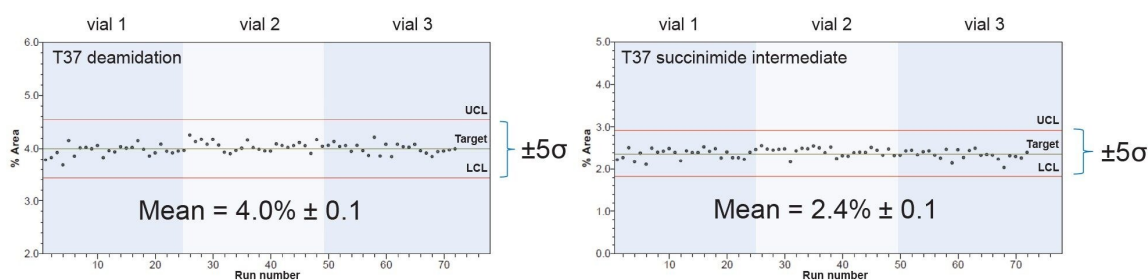 vial 1 vial 2 vial 3
T37 deamidation
6.0
5.0
4.0
3.0
2.0
% Area
UCL
Target
LCL
±5σ
Mean = 4.0% ± 0.1
10 20 30 40 50 60 70
Run number
vial 1 vial 2 vial 3
T37 succinimide intermediate
5.0
4.0
3.0
2.0
1.0
0.0
% Area
UCL
Target
LCL
±5σ
Mean = 2.4% ± 0.1
10 20 30 40 50 60 70
Run number